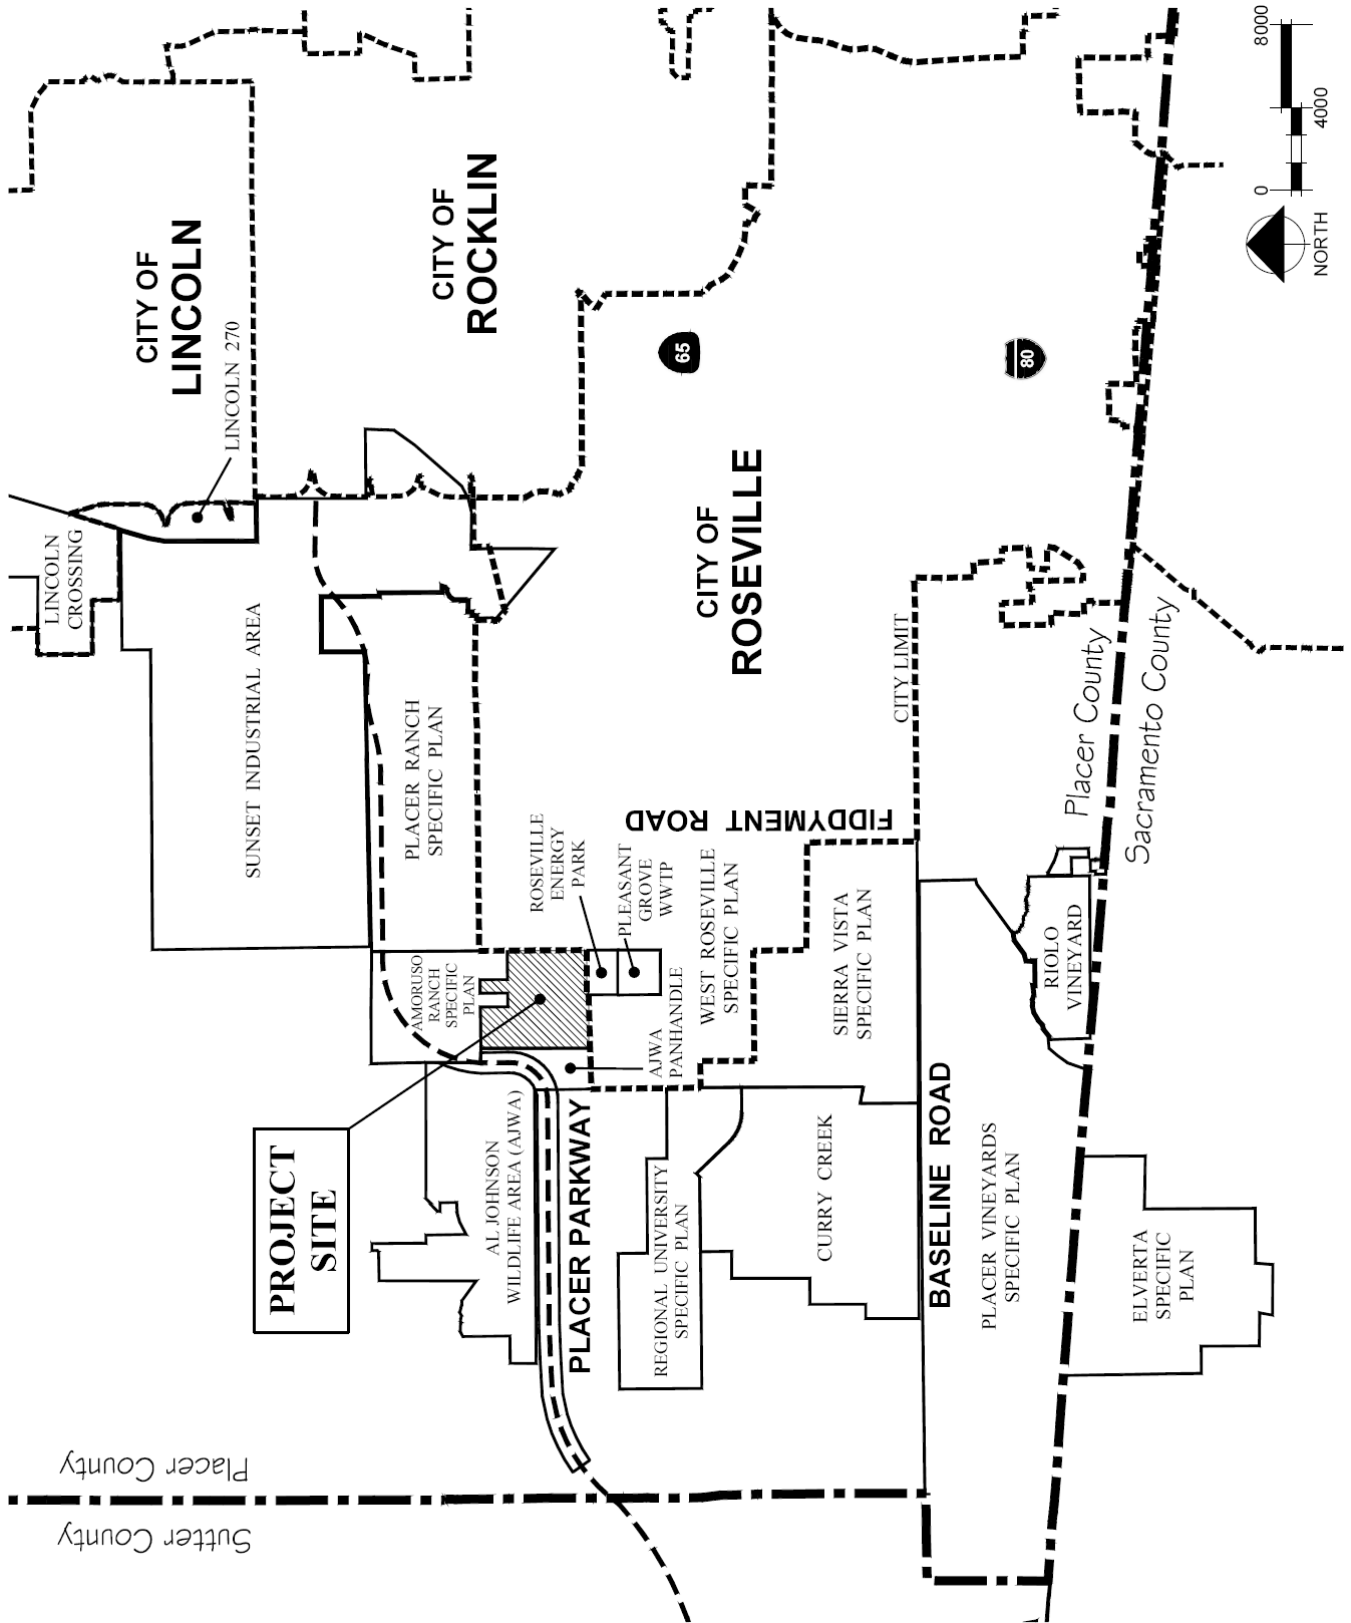 CITY OF
LINCOLN
LINCOLN 270
CITY OF
ROCKLIN
LINCOLN
CROSSING
SUNSET INDUSTRIAL AREA
65
80
CITY OF
ROSEVILLE
CITY LIMIT
PLACER RANCH
SPECIFIC PLAN
FIDDYMENT ROAD
ROSEVILLE
ENERGY
PARK
PLEASANT
GROVE
WWTP
WEST ROSEVILLE
SPECIFIC PLAN
SIERRA VISTA
SPECIFIC PLAN
AMORUSO
RANCH
SPECIFIC
PLAN
AJWA
PANHANDLE
PROJECT
SITE
AL JOHNSON
WILDLIFE AREA (AJWA)
PLACER PARKWAY
REGIONAL UNIVERSITY
SPECIFIC PLAN
CURRY CREEK
BASELINE ROAD
PLACER VINEYARDS
SPECIFIC PLAN
RIOLO
VINEYARD
ELVERTA
SPECIFIC
PLAN
Placer County
Sacramento County
Placer County
Sutter County
NORTH
0
4000
8000